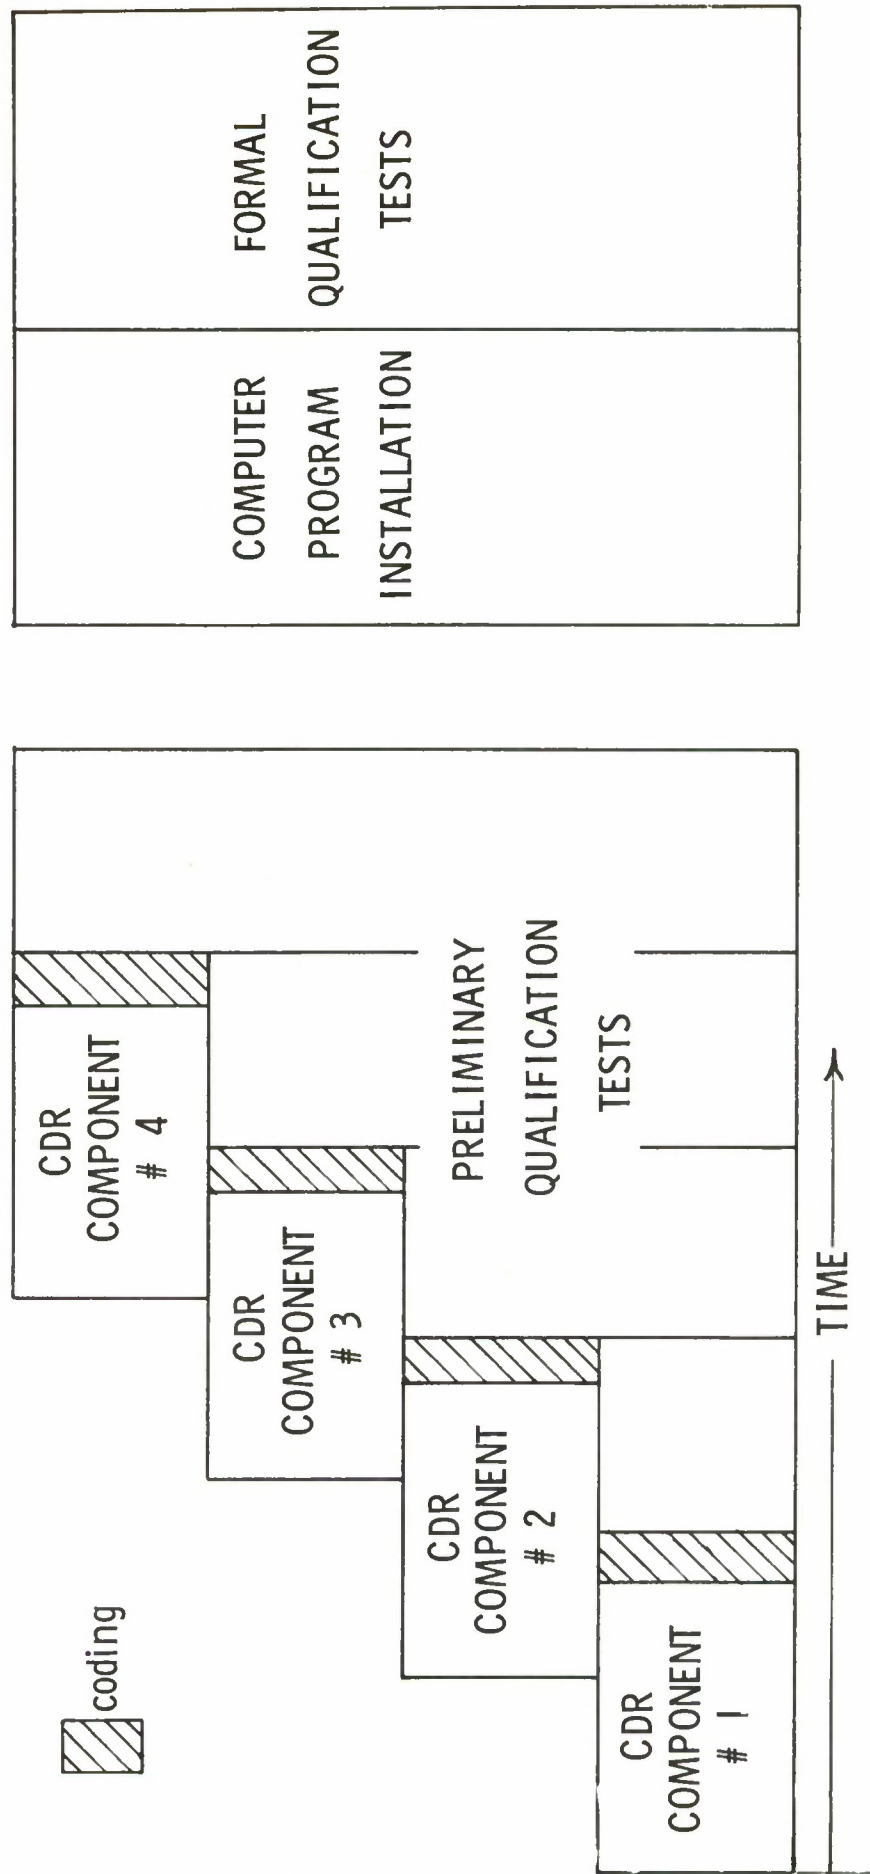 coding
CDR
COMPONENT
# 1
CDR
COMPONENT
# 2
CDR
COMPONENT
# 3
CDR
COMPONENT
# 4
PRELIMINARY
QUALIFICATION
TESTS
COMPUTER
PROGRAM
INSTALLATION
FORMAL
QUALIFICATION
TESTS
TIME